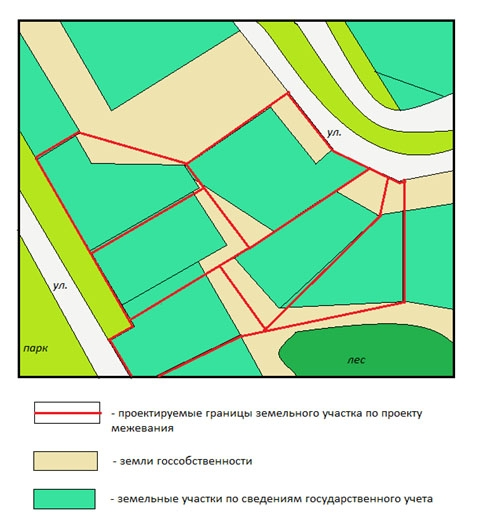 ул.
ул.
парк
лес
- проектируемые границы земельного участка по проекту
межевания
- земли госсобственности
- земельные участки по сведениям государственного учета